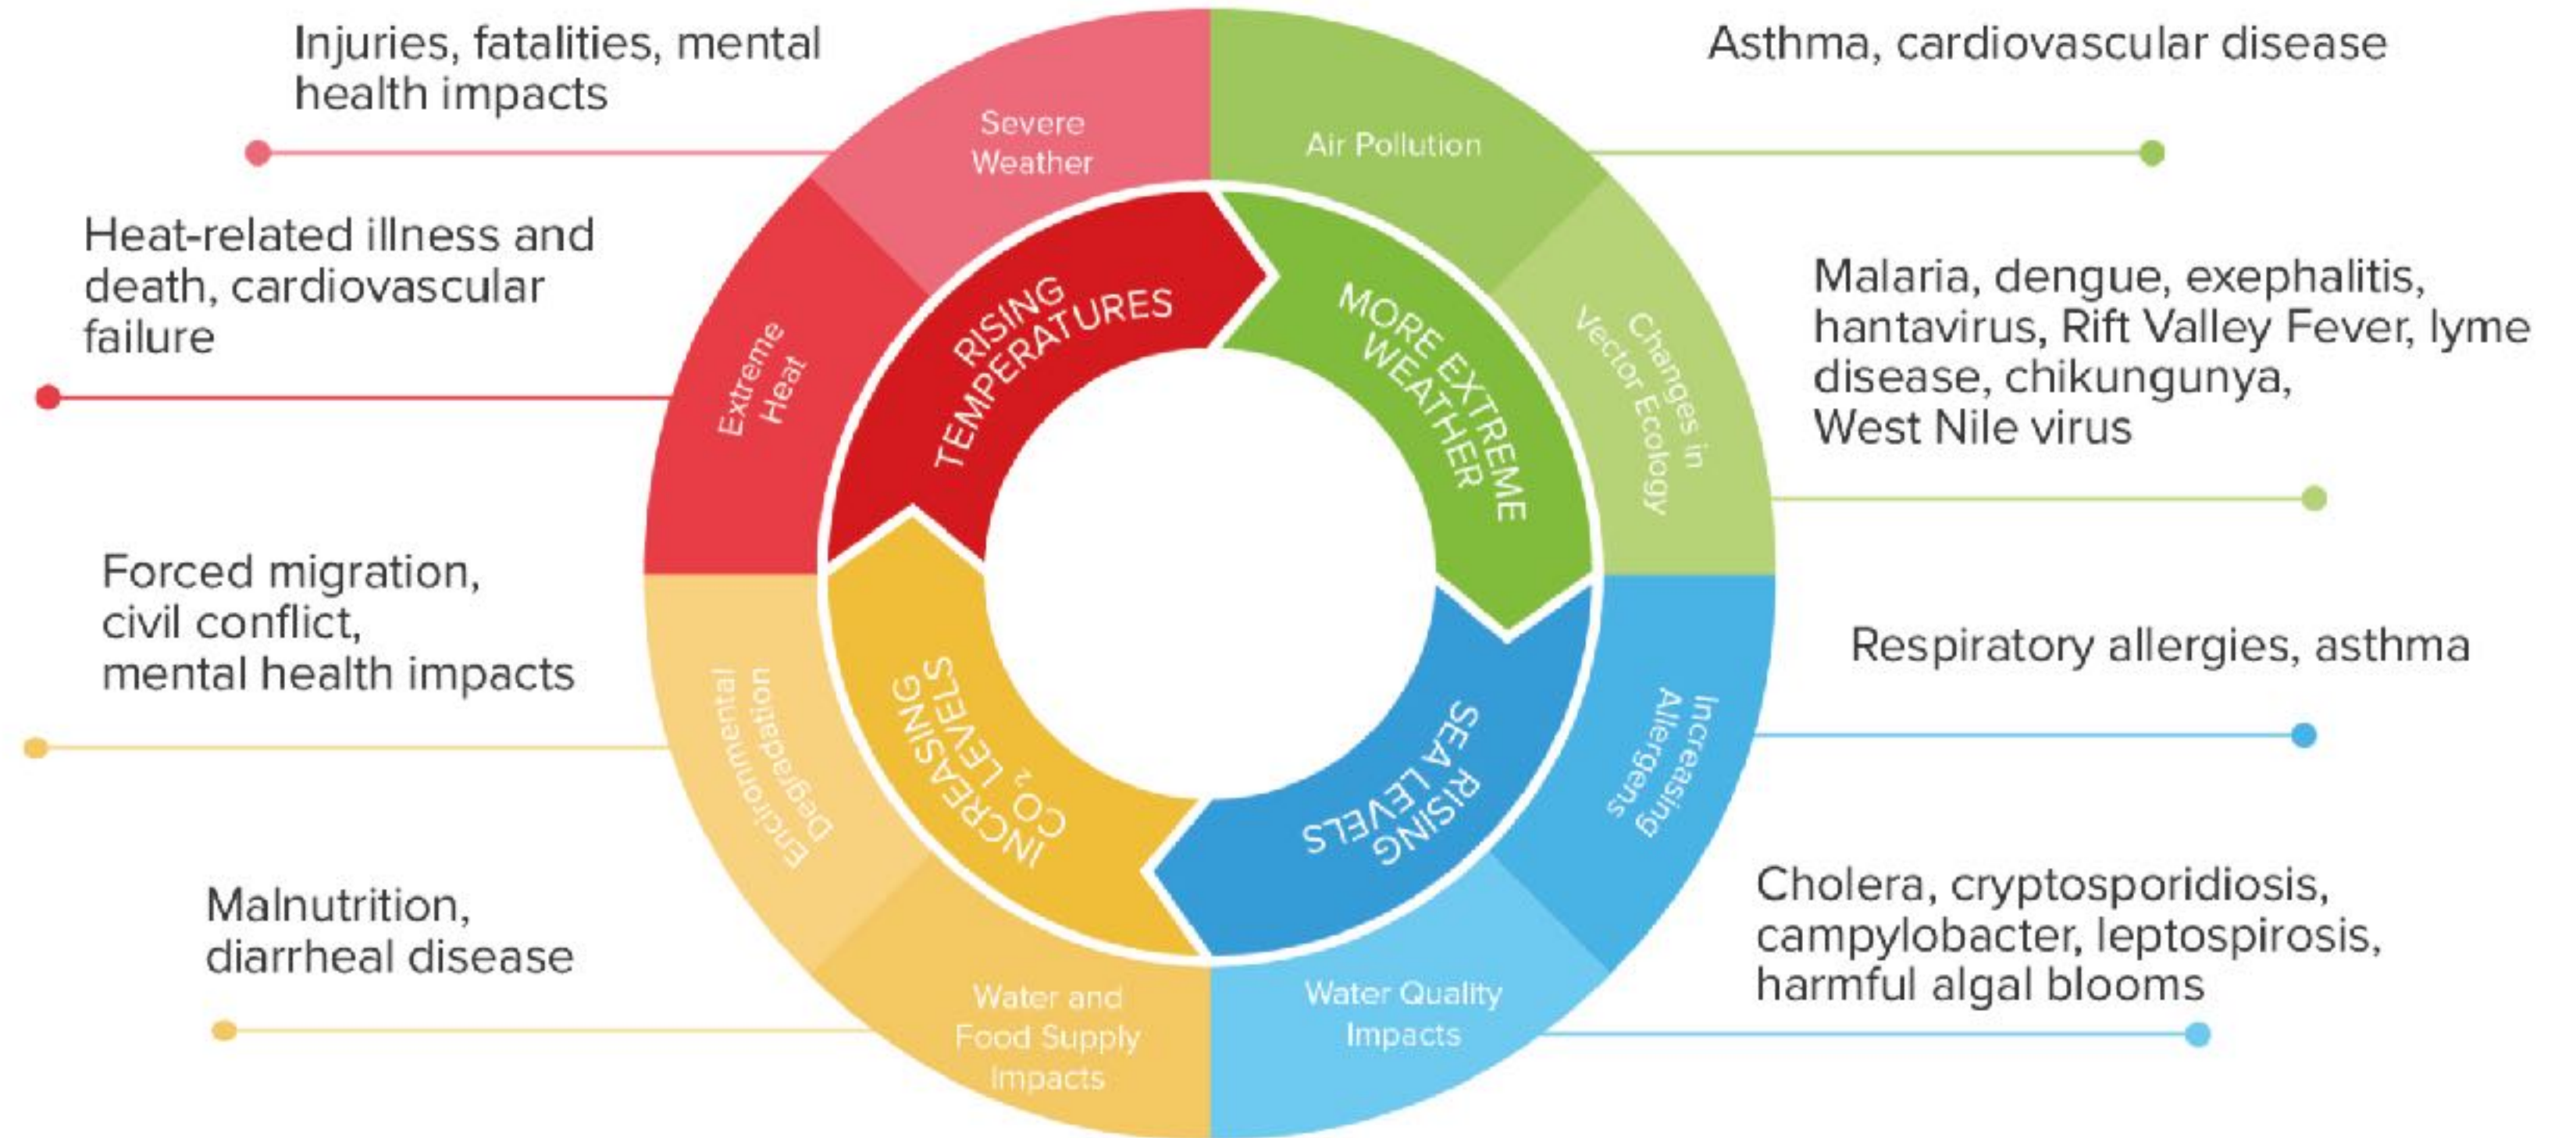 Injuries, fatalities, mental
health impacts
Asthma, cardiovascular disease
Severe
Weather
Air Pollution
Heat-related illness and
death, cardiovascular
failure
Extreme
Heat
RISING
TEMPERATURES
MORE EXTREME
WEATHER
Changes in
Vector Ecology
Malaria, dengue, exephalitis,
hantavirus, Rift Valley Fever, lyme
disease, chikungunya,
West Nile virus
Forced migration,
civil conflict,
mental health impacts
Encironmental
Degradation
INCREASING
CO₂ LEVELS
RISING
SEA LEVELS
Increasing
Allergens
Respiratory allergies, asthma
Malnutrition,
diarrheal disease
Water and
Food Supply
Impacts
Water Quality
Impacts
Cholera, cryptosporidiosis,
campylobacter, leptospirosis,
harmful algal blooms